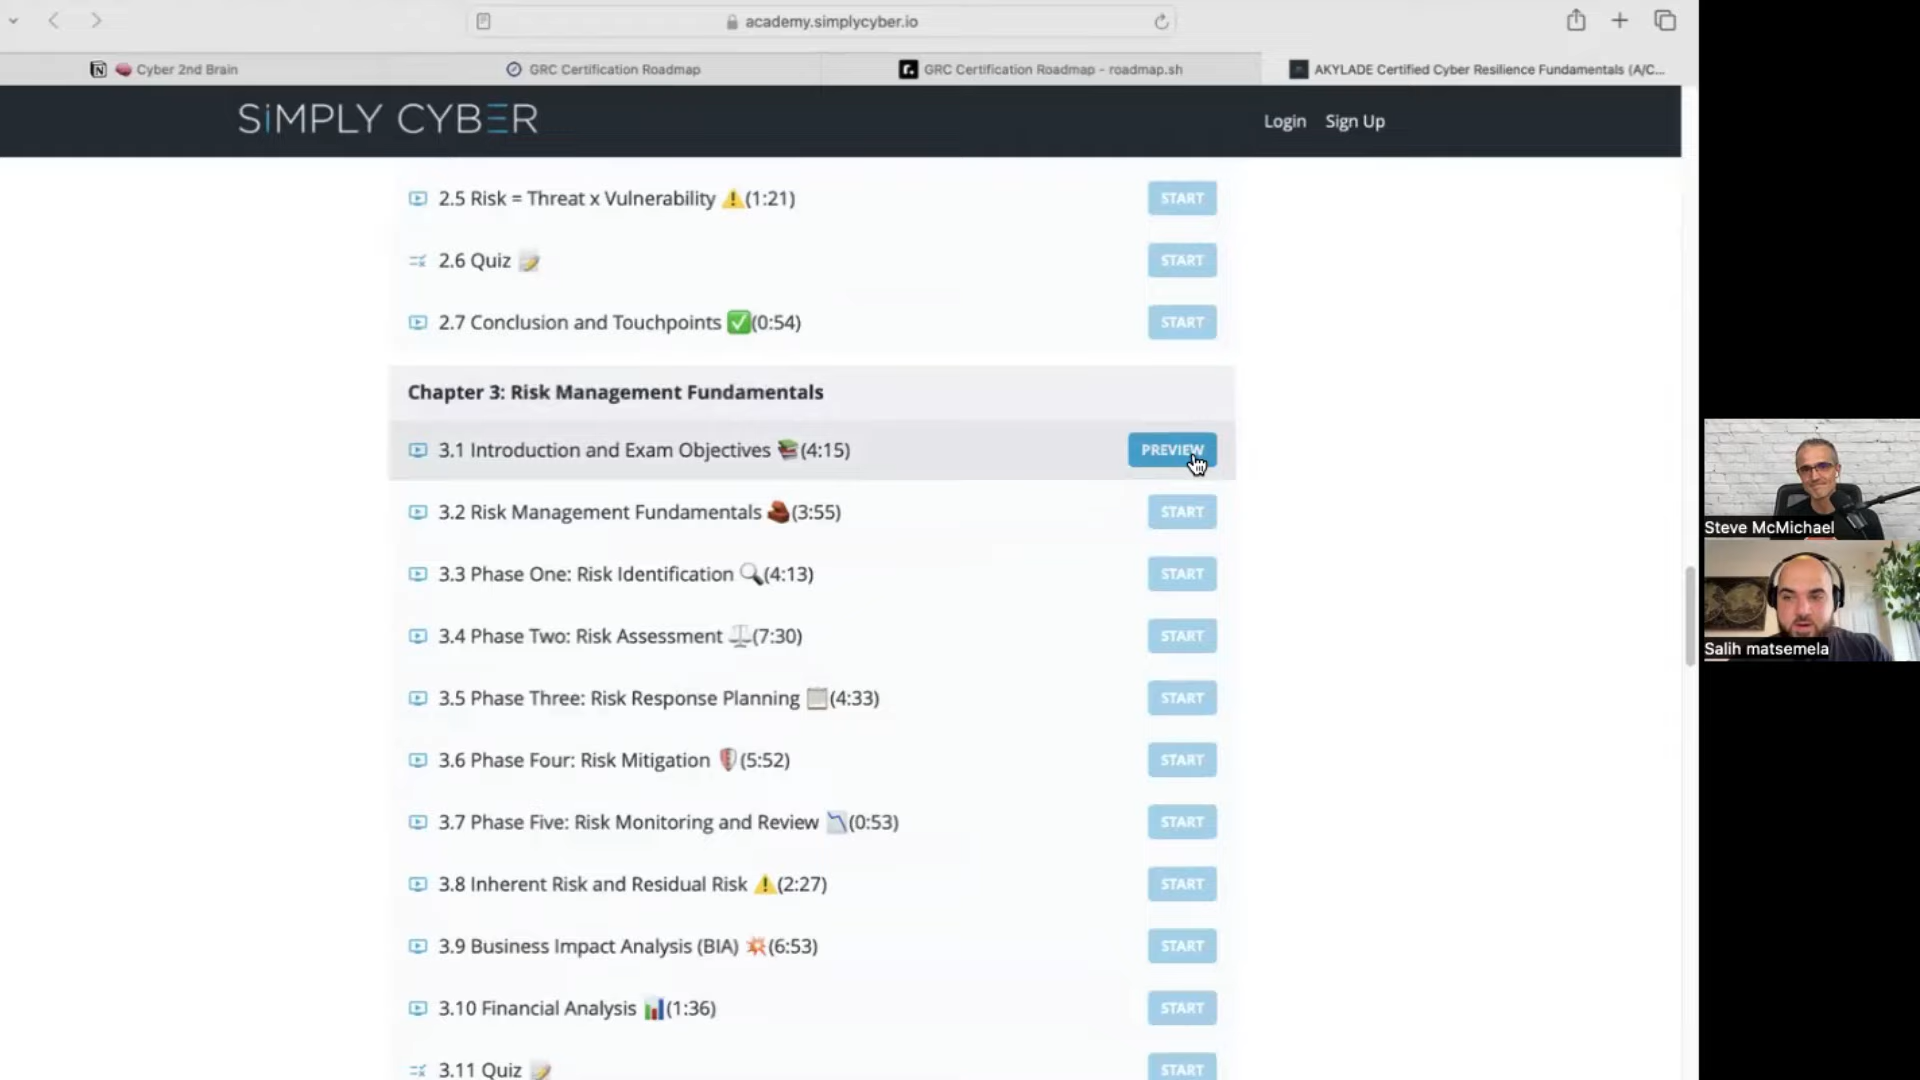 academy.simplycyber.io
Cyber 2nd Brain
GRC Certification Roadmap
GRC Certification Roadmap - roadmap.sh
AKYLADE Certified Cyber Resilience Fundamentals (A/C...
SiMPLY CYBER
Login
Sign Up
2.5 Risk = Threat x Vulnerability ⚠️(1:21)
START
2.6 Quiz 📝
START
2.7 Conclusion and Touchpoints ✅(0:54)
START
Chapter 3: Risk Management Fundamentals
3.1 Introduction and Exam Objectives 📚(4:15)
PREVIEW
3.2 Risk Management Fundamentals 🧱(3:55)
START
3.3 Phase One: Risk Identification 🔍(4:13)
START
3.4 Phase Two: Risk Assessment ⚖️(7:30)
START
3.5 Phase Three: Risk Response Planning 📋(4:33)
START
3.6 Phase Four: Risk Mitigation 🛡️(5:52)
START
3.7 Phase Five: Risk Monitoring and Review 📉(0:53)
START
3.8 Inherent Risk and Residual Risk ⚠️(2:27)
START
3.9 Business Impact Analysis (BIA) 💥(6:53)
START
3.10 Financial Analysis 📊(1:36)
START
3.11 Quiz 📝
START
Steve McMichael
Salih matsemela